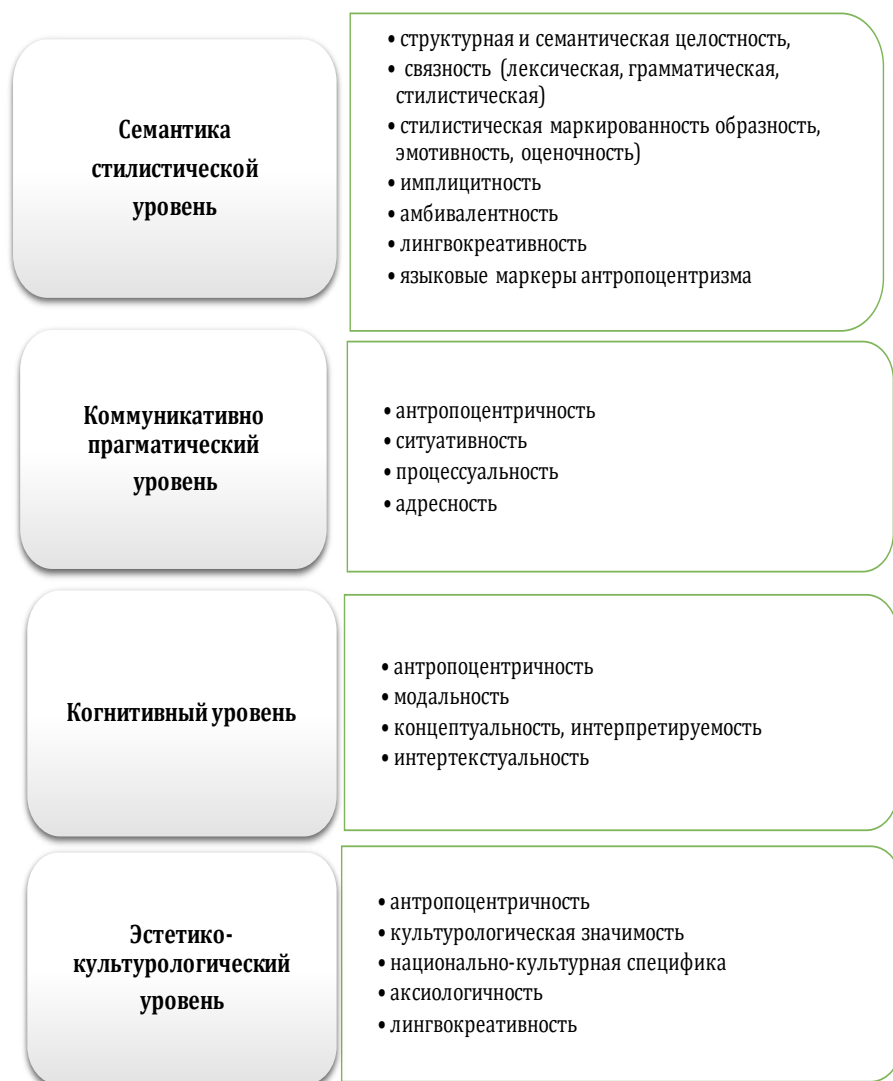 Семантика
стилистической
уровень
• структурная и семантическая целостность,
• связность (лексическая, грамматическая,
стилистическая)
• стилистическая маркированность образность,
эмотивность, оценочность)
• имплицитность
• амбивалентность
• лингвокреативность
• языковые маркеры антропоцентризма
Коммуникативно
прагматический
уровень
• антропоцентричность
• ситуативность
• процессуальность
• адресность
Когнитивный уровень
• антропоцентричность
• модальность
• концептуальность, интерпретируемость
• интертекстуальность
Эстетико-
культурологический
уровень
• антропоцентричность
• культурологическая значимость
• национально-культурная специфика
• аксиологичность
• лингвокреативность